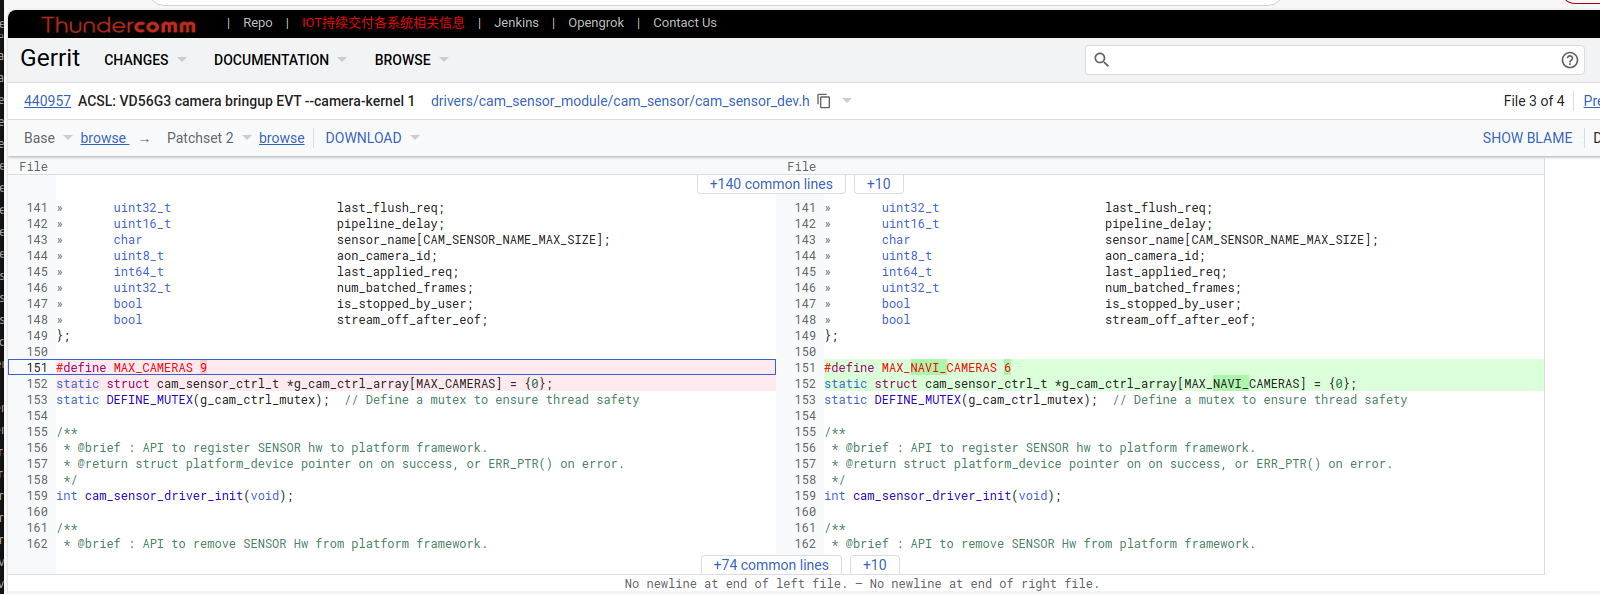 Thundercomm | Repo | IOT持续交付各系统相关信息 | Jenkins | Opengrok | Contact Us
Gerrit CHANGES DOCUMENTATION BROWSE
440957 ACSL: VD56G3 camera bringup EVT --camera-kernel 1 drivers/cam_sensor_module/cam_sensor/cam_sensor_dev.h File 3 of 4
Base browse → Patchset 2 browse DOWNLOAD SHOW BLAME
File File
+140 common lines +10
141 » uint32_t last_flush_req; 141 » uint32_t last_flush_req;
142 » uint16_t pipeline_delay; 142 » uint16_t pipeline_delay;
143 » char sensor_name[CAM_SENSOR_NAME_MAX_SIZE]; 143 » char sensor_name[CAM_SENSOR_NAME_MAX_SIZE];
144 » uint8_t aon_camera_id; 144 » uint8_t aon_camera_id;
145 » int64_t last_applied_req; 145 » int64_t last_applied_req;
146 » uint32_t num_batched_frames; 146 » uint32_t num_batched_frames;
147 » bool is_stopped_by_user; 147 » bool is_stopped_by_user;
148 » bool stream_off_after_eof; 148 » bool stream_off_after_eof;
149 }; 149 };
150 150
151 #define MAX_CAMERAS 9 151 #define MAX_NAVI_CAMERAS 6
152 static struct cam_sensor_ctrl_t *g_cam_ctrl_array[MAX_CAMERAS] = {0}; 152 static struct cam_sensor_ctrl_t *g_cam_ctrl_array[MAX_NAVI_CAMERAS] = {0};
153 static DEFINE_MUTEX(g_cam_ctrl_mutex); // Define a mutex to ensure thread safety 153 static DEFINE_MUTEX(g_cam_ctrl_mutex); // Define a mutex to ensure thread safety
154 154
155 /** 155 /**
156 * @brief : API to register SENSOR hw to platform framework. 156 * @brief : API to register SENSOR hw to platform framework.
157 * @return struct platform_device pointer on on success, or ERR_PTR() on error. 157 * @return struct platform_device pointer on on success, or ERR_PTR() on error.
158 */ 158 */
159 int cam_sensor_driver_init(void); 159 int cam_sensor_driver_init(void);
160 160
161 /** 161 /**
162 * @brief : API to remove SENSOR Hw from platform framework. 162 * @brief : API to remove SENSOR Hw from platform framework.
+74 common lines +10
No newline at end of left file. — No newline at end of right file.